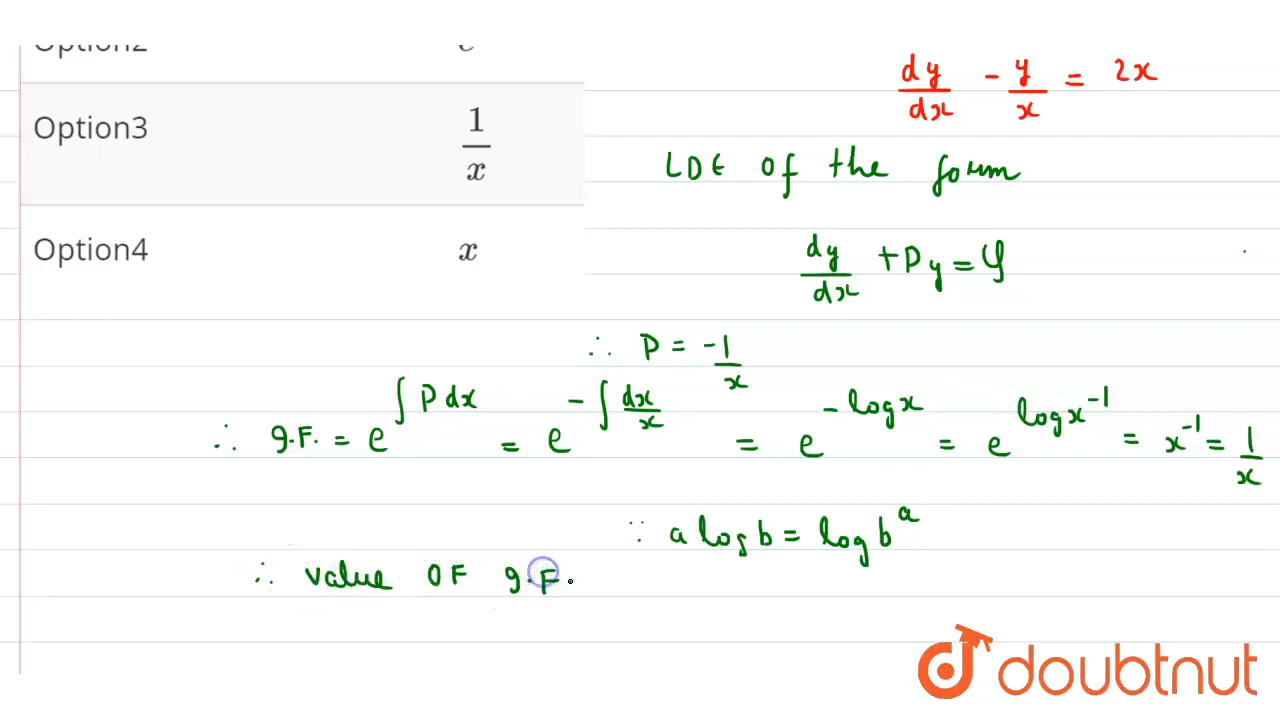 Option2
dy/dx - y/x = 2x
Option3 1/x
LDE of the form
Option4 x
dy/dx + Py = Q
∴ P = -1/x
∴ I.F. = e^∫P dx = e^-∫dx/x = e^-log x = e^log x^-1 = x^-1 = 1/x
∵ a log b = log b^a
∴ value OF I.F.
doubtnut